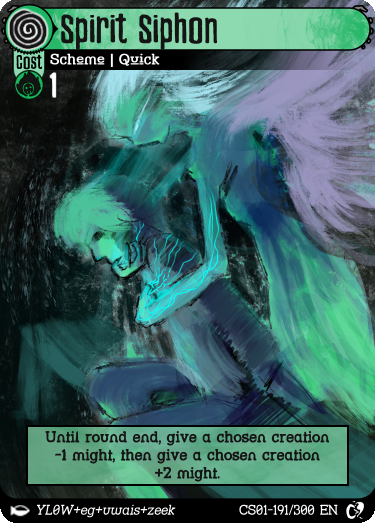 Spirit Siphon
COST
Scheme | Quick
1
Until round end, give a chosen creation
-1 might, then give a chosen creation
+2 might.
YL0W+eg+vwais+zeek
CS01-191/300 EN